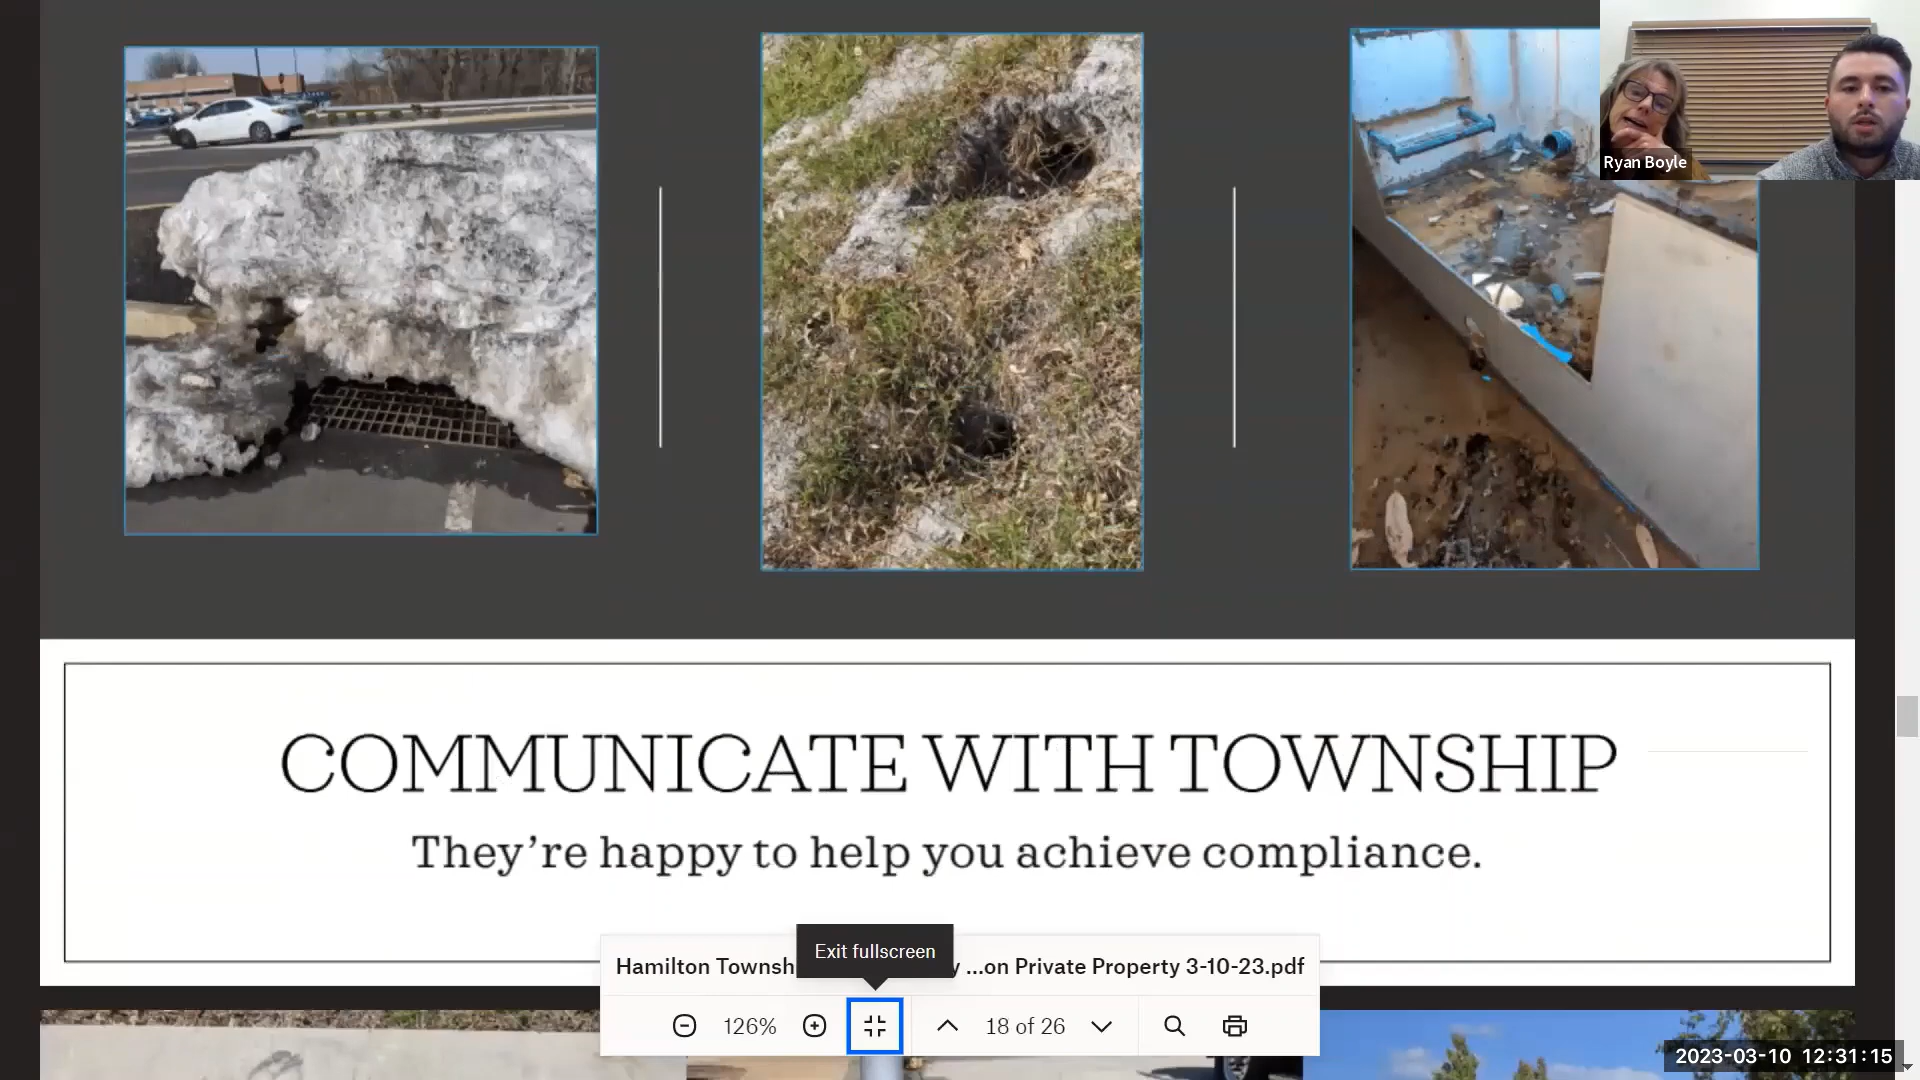 Ryan Boyle
COMMUNICATE WITH TOWNSHIP
They're happy to help you achieve compliance.
Exit fullscreen
Hamilton Townsh y ...on Private Property 3-10-23.pdf
126%
18 of 26
2023-03-10 12:31:15